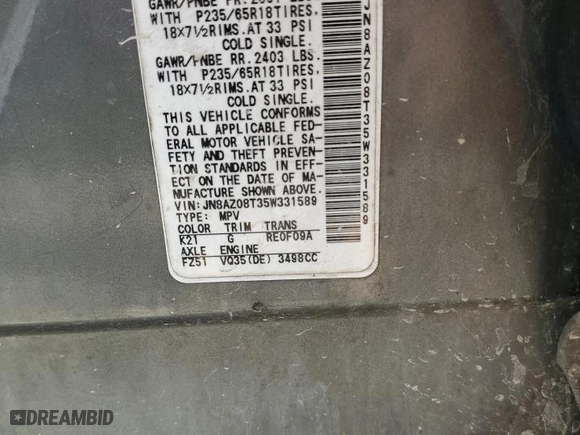 GAWR/PNBE FR.
WITH P235/65R18TIRES,
18X7½RIMS.AT 33 PSI
COLD SINGLE.
GAWR/PNBE RR.2403 LBS.
WITH P235/65R18TIRES,
18X7½RIMS.AT 33 PSI
COLD SINGLE.
THIS VEHICLE CONFORMS
TO ALL APPLICABLE FED-
ERAL MOTOR VEHICLE SA-
FETY AND THEFT PREVEN-
TION STANDARDS IN EFF-
ECT ON THE DATE OF MA-
NUFACTURE SHOWN ABOVE.
VIN:JN8AZ08T35W331589
TYPE: MPV
COLOR TRIM TRANS
K21 G RE0F09A
AXLE ENGINE
FZ51 VQ35(DE) 3498CC
JN8AZ08T35W331589
DREAMBID